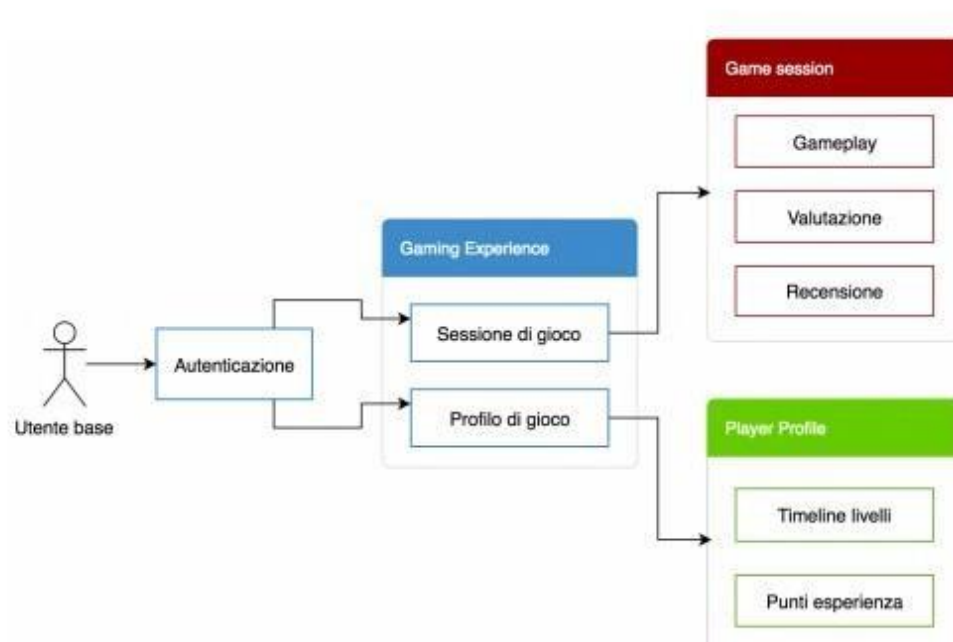 Game session
Gameplay
Valutazione
Recensione
Gaming Experience
Sessione di gioco
Profilo di gioco
Autenticazione
Utente base
Player Profile
Timeline livelli
Punti esperienza